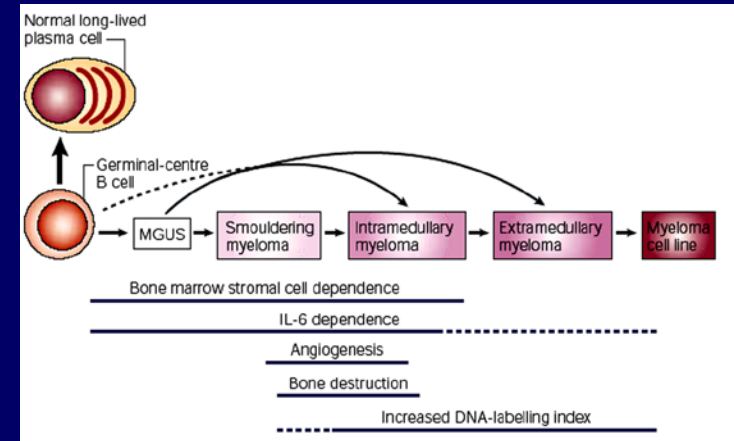 Normal long-lived
plasma cell
Germinal-centre
B cell
MGUS
Smouldering
myeloma
Intramedullary
myeloma
Extramedullary
myeloma
Myeloma
cell line
Bone marrow stromal cell dependence
IL-6 dependence
Angiogenesis
Bone destruction
Increased DNA-labelling index